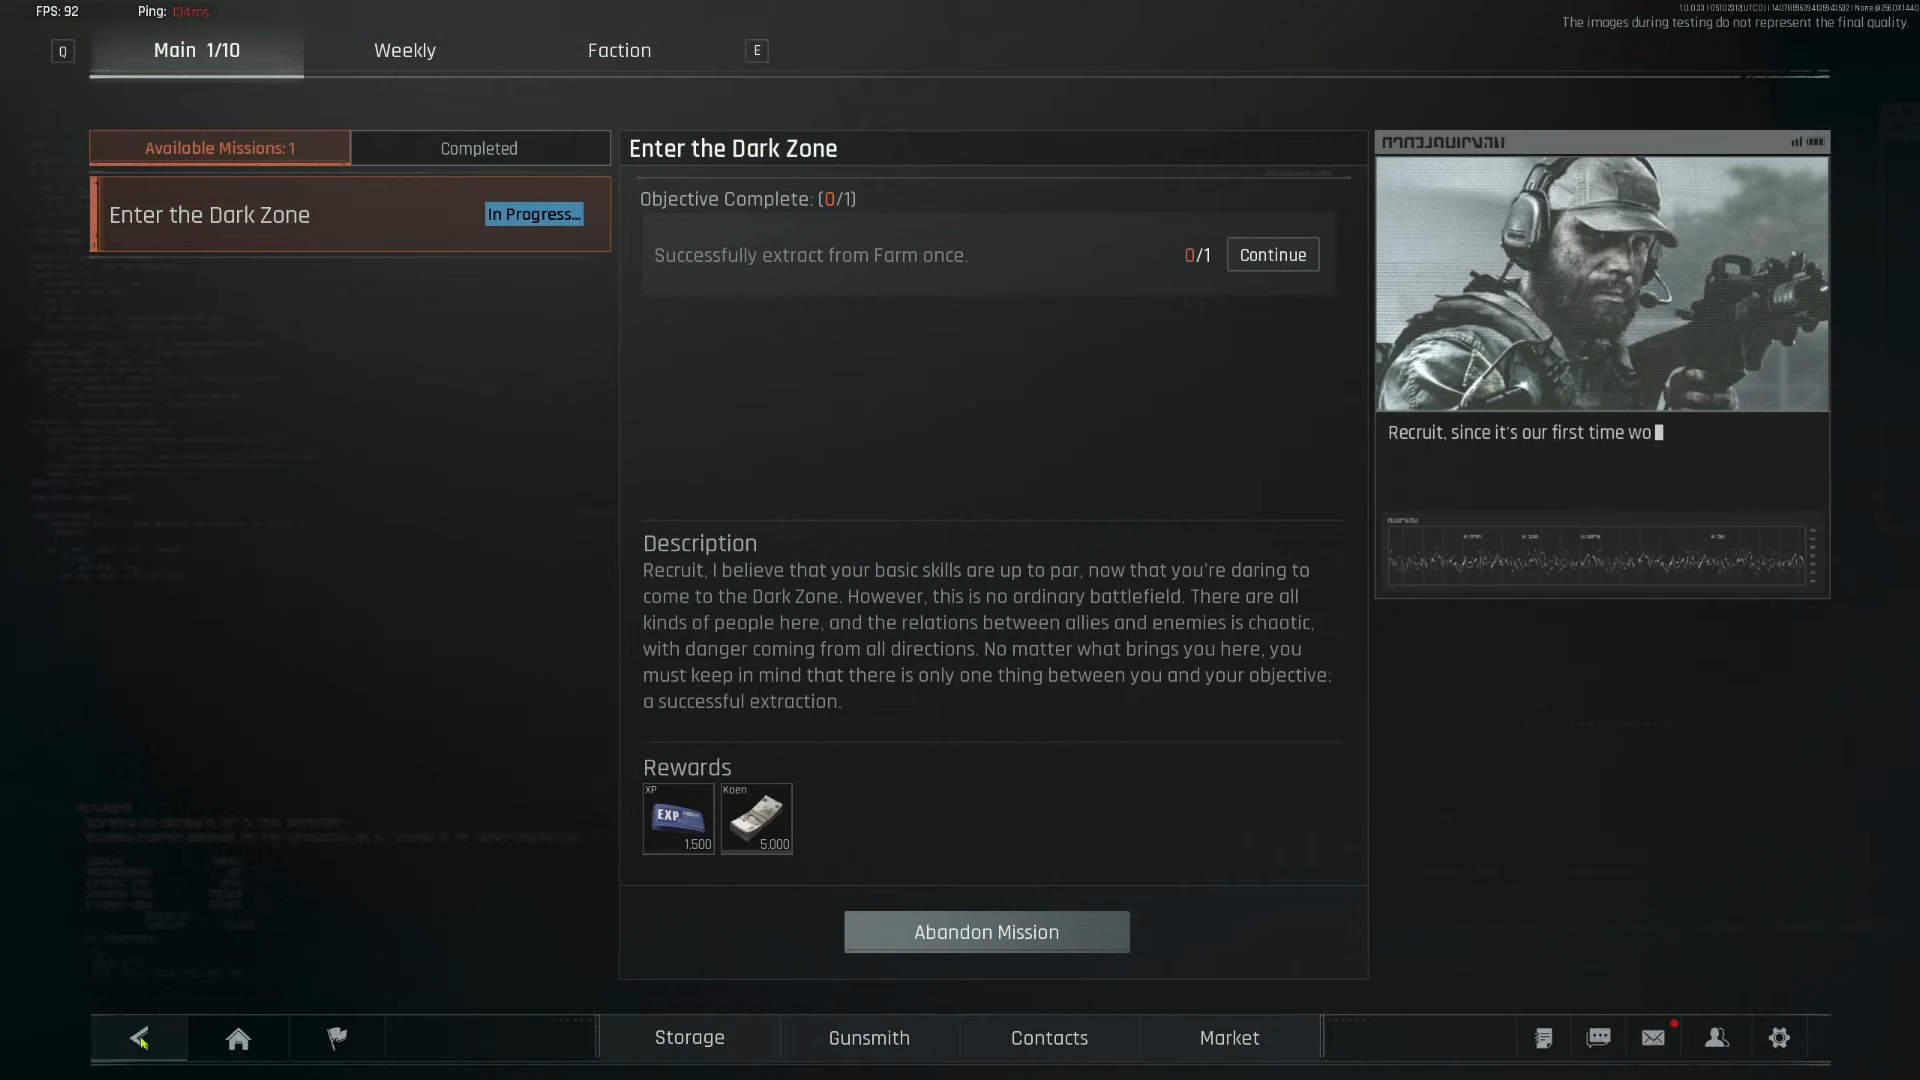 FPS: 92
Ping: 134ms
The images during testing do not represent the final quality.
Q
Main 1/10
Weekly
Faction
E
Available Missions: 1
Completed
Enter the Dark Zone
In Progress...
Enter the Dark Zone
Objective Complete: (0/1)
Successfully extract from Farm once.
0/1
Continue
Description
Recruit, I believe that your basic skills are up to par, now that you're daring to
come to the Dark Zone. However, this is no ordinary battlefield. There are all
kinds of people here, and the relations between allies and enemies is chaotic,
with danger coming from all directions. No matter what brings you here, you
must keep in mind that there is only one thing between you and your objective:
a successful extraction.
Rewards
XP
EXP
1,500
Koen
5,000
Abandon Mission
Recruit, since it's our first time wo
Storage
Gunsmith
Contacts
Market